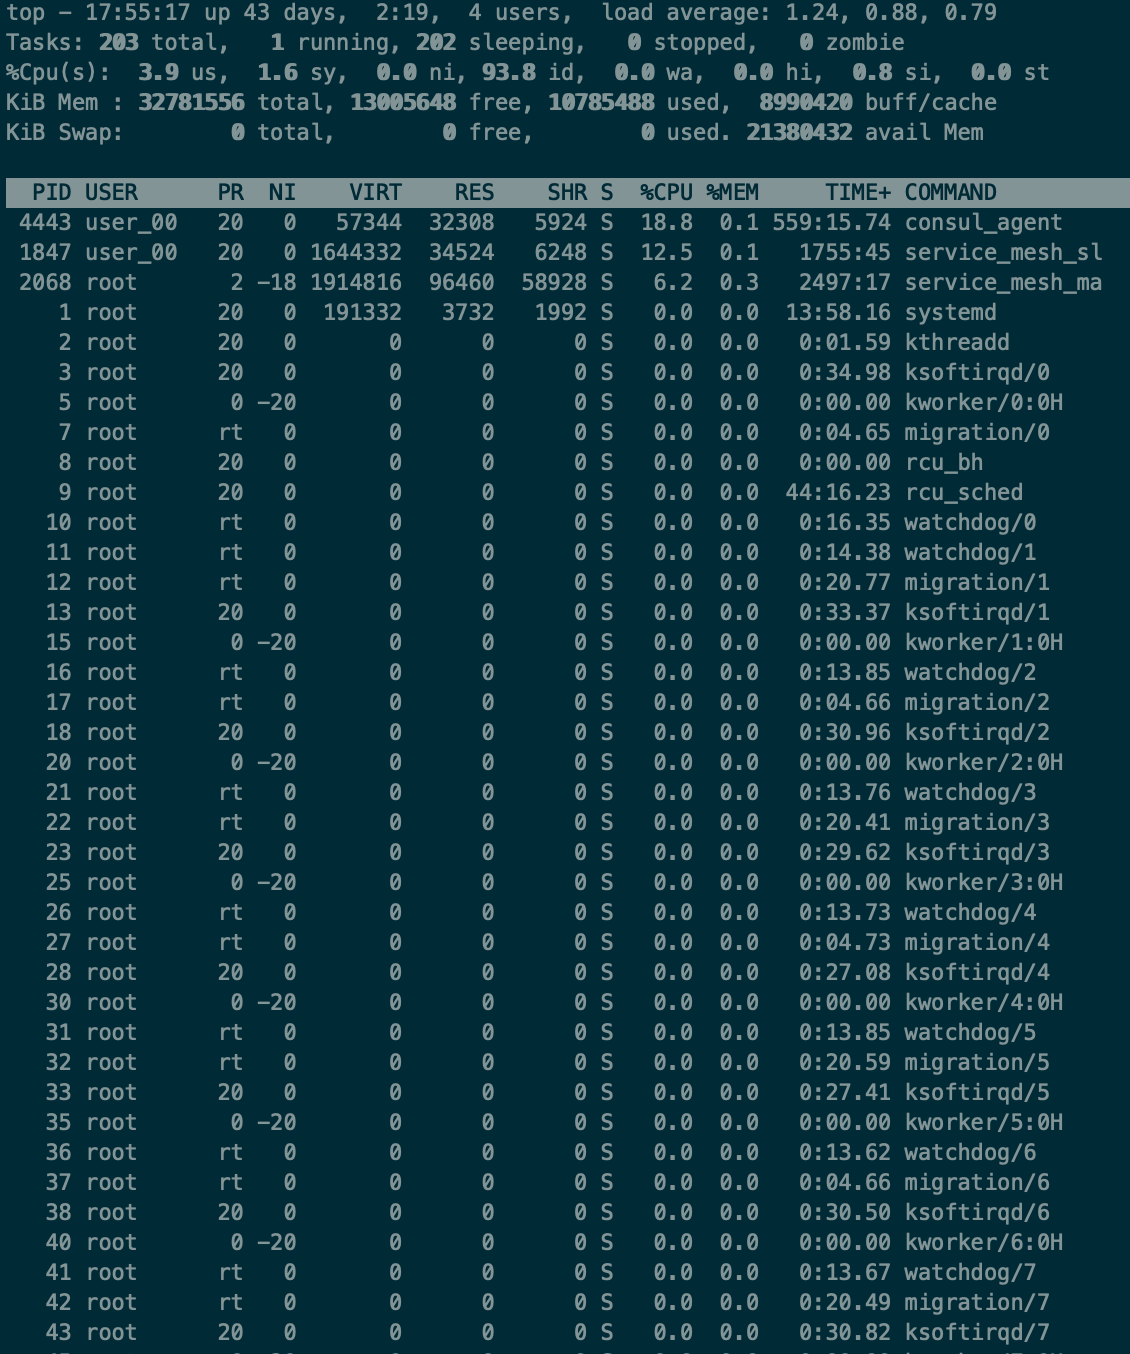 top - 17:55:17 up 43 days,  2:19,  4 users,  load average: 1.24, 0.88, 0.79
Tasks: 203 total,   1 running, 202 sleeping,   0 stopped,   0 zombie
%Cpu(s):  3.9 us,  1.6 sy,  0.0 ni, 93.8 id,  0.0 wa,  0.0 hi,  0.8 si,  0.0 st
KiB Mem : 32781556 total, 13005648 free, 10785488 used,  8990420 buff/cache
KiB Swap:        0 total,        0 free,        0 used. 21380432 avail Mem
PID USER PR NI VIRT RES SHR S %CPU %MEM TIME+ COMMAND
4443 user_00 20 0 57344 32308 5924 S 18.8 0.1 559:15.74 consul_agent
1847 user_00 20 0 1644332 34524 6248 S 12.5 0.1 1755:45 service_mesh_sl
2068 root 2 -18 1914816 96460 58928 S 6.2 0.3 2497:17 service_mesh_ma
1 root 20 0 191332 3732 1992 S 0.0 0.0 13:58.16 systemd
2 root 20 0 0 0 0 S 0.0 0.0 0:01.59 kthreadd
3 root 20 0 0 0 0 S 0.0 0.0 0:34.98 ksoftirqd/0
5 root 0 -20 0 0 0 S 0.0 0.0 0:00.00 kworker/0:0H
7 root rt 0 0 0 0 S 0.0 0.0 0:04.65 migration/0
8 root 20 0 0 0 0 S 0.0 0.0 0:00.00 rcu_bh
9 root 20 0 0 0 0 S 0.0 0.0 44:16.23 rcu_sched
10 root rt 0 0 0 0 S 0.0 0.0 0:16.35 watchdog/0
11 root rt 0 0 0 0 S 0.0 0.0 0:14.38 watchdog/1
12 root rt 0 0 0 0 S 0.0 0.0 0:20.77 migration/1
13 root 20 0 0 0 0 S 0.0 0.0 0:33.37 ksoftirqd/1
15 root 0 -20 0 0 0 S 0.0 0.0 0:00.00 kworker/1:0H
16 root rt 0 0 0 0 S 0.0 0.0 0:13.85 watchdog/2
17 root rt 0 0 0 0 S 0.0 0.0 0:04.66 migration/2
18 root 20 0 0 0 0 S 0.0 0.0 0:30.96 ksoftirqd/2
20 root 0 -20 0 0 0 S 0.0 0.0 0:00.00 kworker/2:0H
21 root rt 0 0 0 0 S 0.0 0.0 0:13.76 watchdog/3
22 root rt 0 0 0 0 S 0.0 0.0 0:20.41 migration/3
23 root 20 0 0 0 0 S 0.0 0.0 0:29.62 ksoftirqd/3
25 root 0 -20 0 0 0 S 0.0 0.0 0:00.00 kworker/3:0H
26 root rt 0 0 0 0 S 0.0 0.0 0:13.73 watchdog/4
27 root rt 0 0 0 0 S 0.0 0.0 0:04.73 migration/4
28 root 20 0 0 0 0 S 0.0 0.0 0:27.08 ksoftirqd/4
30 root 0 -20 0 0 0 S 0.0 0.0 0:00.00 kworker/4:0H
31 root rt 0 0 0 0 S 0.0 0.0 0:13.85 watchdog/5
32 root rt 0 0 0 0 S 0.0 0.0 0:20.59 migration/5
33 root 20 0 0 0 0 S 0.0 0.0 0:27.41 ksoftirqd/5
35 root 0 -20 0 0 0 S 0.0 0.0 0:00.00 kworker/5:0H
36 root rt 0 0 0 0 S 0.0 0.0 0:13.62 watchdog/6
37 root rt 0 0 0 0 S 0.0 0.0 0:04.66 migration/6
38 root 20 0 0 0 0 S 0.0 0.0 0:30.50 ksoftirqd/6
40 root 0 -20 0 0 0 S 0.0 0.0 0:00.00 kworker/6:0H
41 root rt 0 0 0 0 S 0.0 0.0 0:13.67 watchdog/7
42 root rt 0 0 0 0 S 0.0 0.0 0:20.49 migration/7
43 root 20 0 0 0 0 S 0.0 0.0 0:30.82 ksoftirqd/7